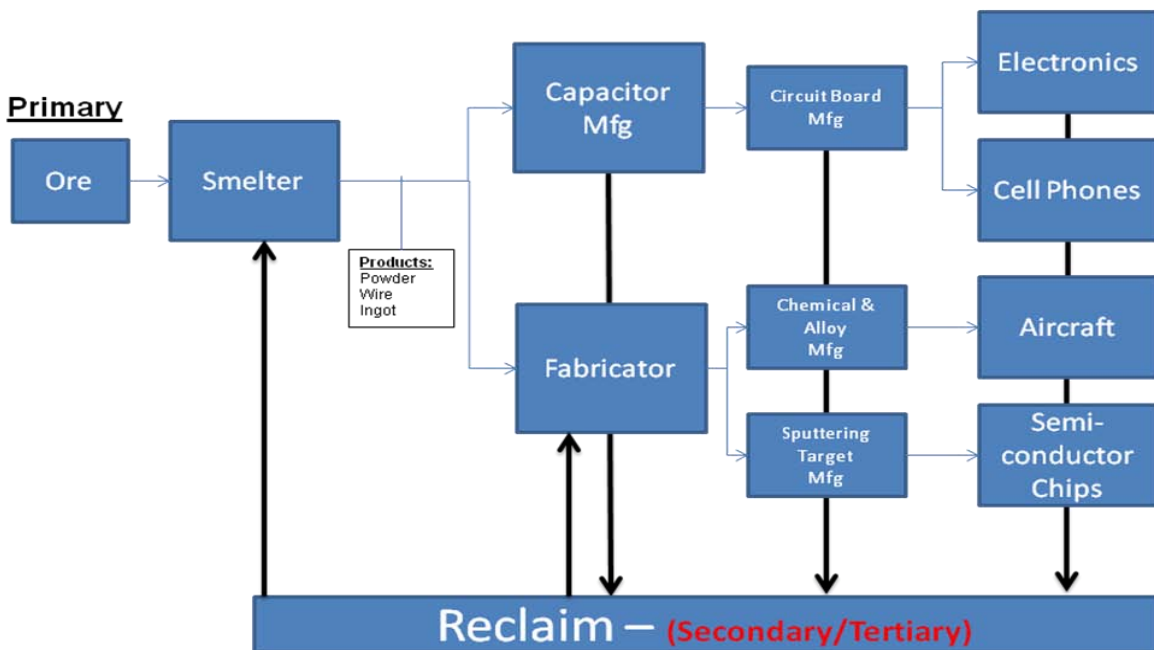 Primary
Ore
Smelter
Products:
Powder
Wire
Ingot
Capacitor
Mfg
Fabricator
Circuit Board
Mfg
Chemical &
Alloy
Mfg
Sputtering
Target
Mfg
Electronics
Cell Phones
Aircraft
Semi-
conductor
Chips
Reclaim – (Secondary/Tertiary)